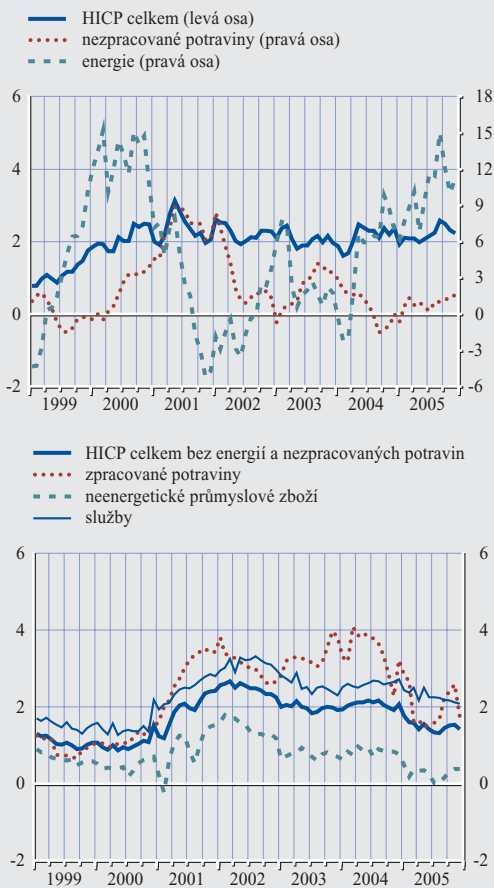 HICP celkem (levá osa)
nezpracované potraviny (pravá osa)
energie (pravá osa)
6 18
15
4 12
9
2 6
3
0 0
-3
-2 -6
1999 2000 2001 2002 2003 2004 2005
HICP celkem bez energií a nezpracovaných potravin
zpracované potraviny
neenergetické průmyslové zboží
služby
6 6
4 4
2 2
0 0
-2 -2
1999 2000 2001 2002 2003 2004 2005